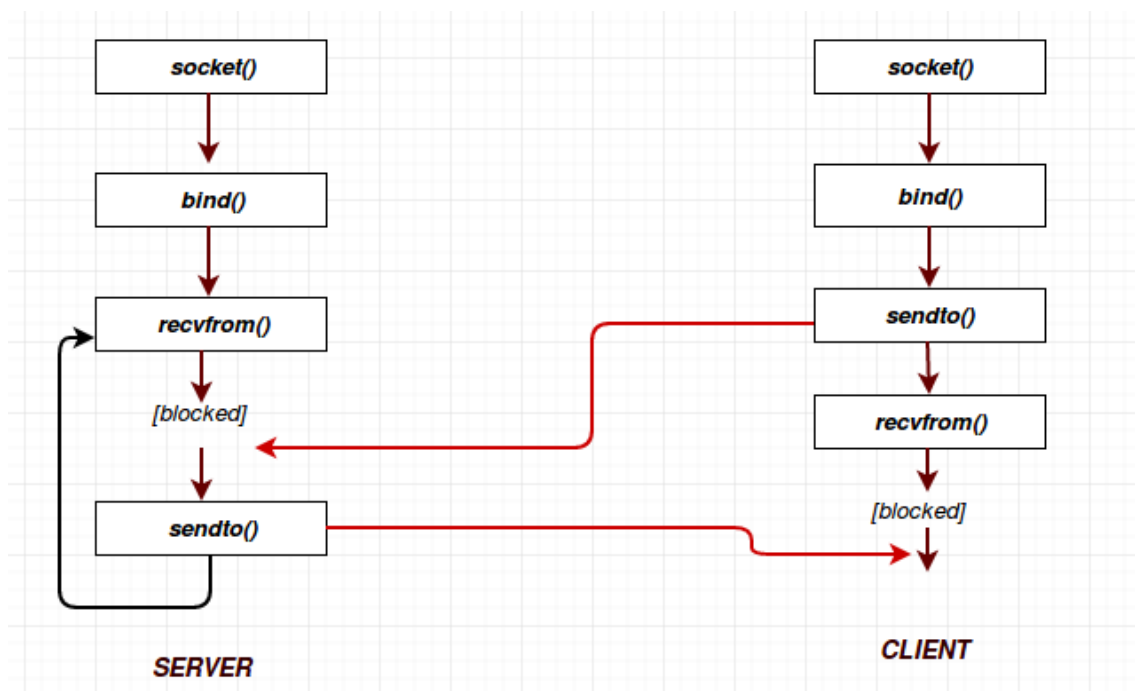 socket()
bind()
recvfrom()
[blocked]
sendto()
SERVER
socket()
bind()
sendto()
recvfrom()
[blocked]
CLIENT